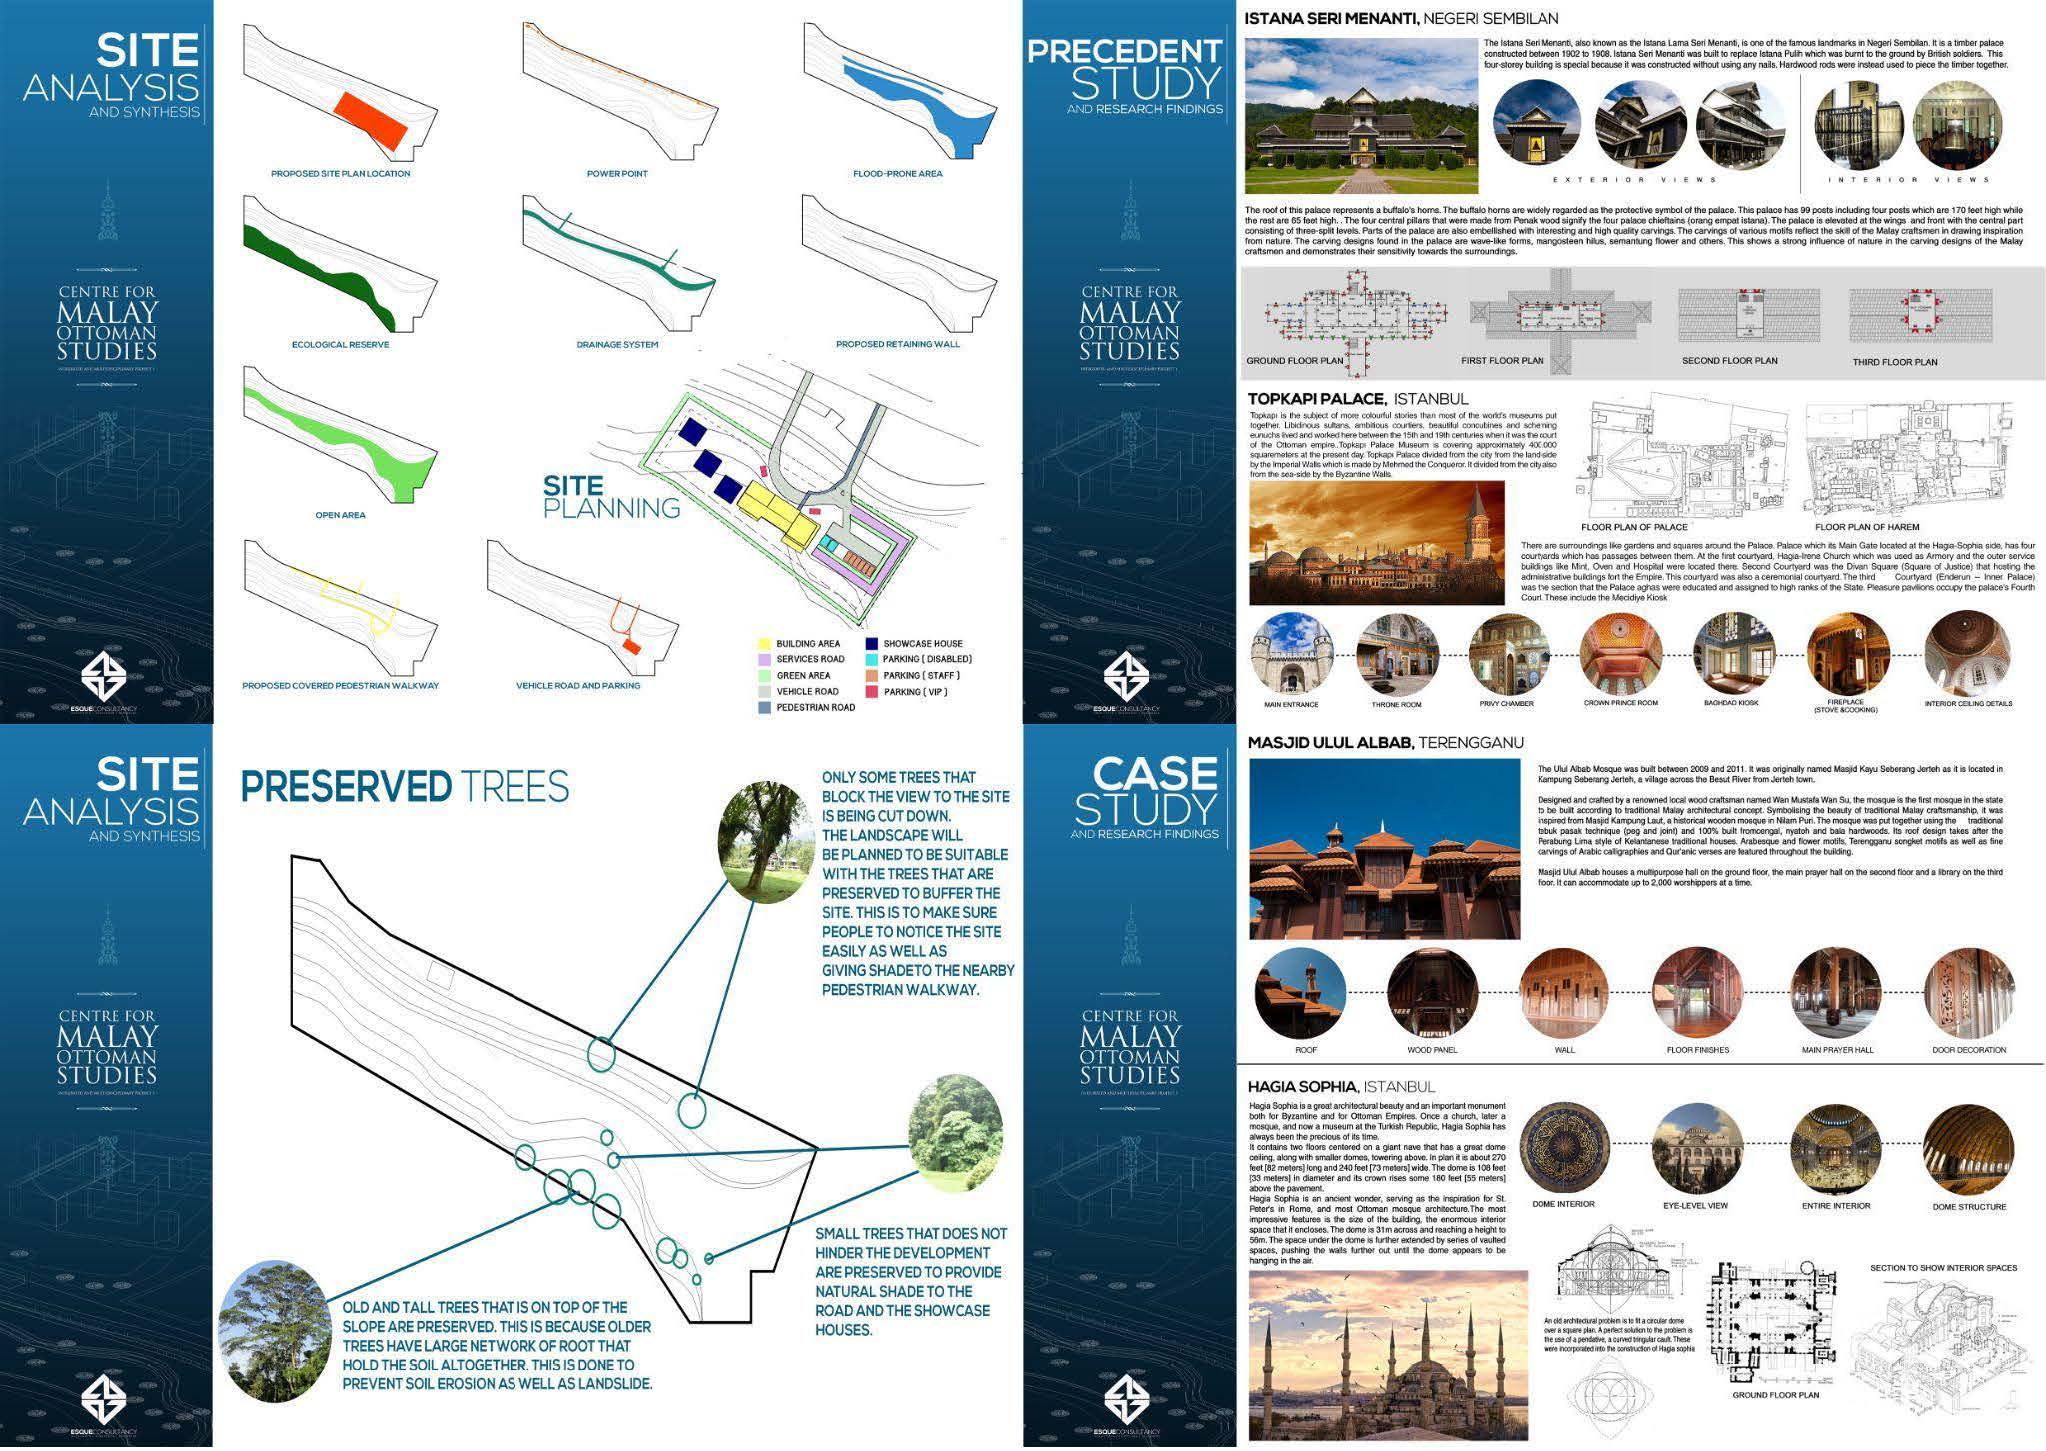 SITE
ANALYSIS
AND SYNTHESIS
CENTRE FOR
MALAY
OTTOMAN
STUDIES
ESQUECONSULTANCY
PROPOSED SITE PLAN LOCATION
POWER POINT
FLOOD-PRONE AREA
ECOLOGICAL RESERVE
DRAINAGE SYSTEM
PROPOSED RETAINING WALL
OPEN AREA
SITE
PLANNING
PROPOSED COVERED PEDESTRIAN WALKWAY
VEHICLE ROAD AND PARKING
BUILDING AREA
SERVICES ROAD
GREEN AREA
VEHICLE ROAD
PEDESTRIAN ROAD
SHOWCASE HOUSE
PARKING ( DISABLED)
PARKING ( STAFF )
PARKING ( VIP )
PRECEDENT
STUDY
AND RESEARCH FINDINGS
CENTRE FOR
MALAY
OTTOMAN
STUDIES
ESQUECONSULTANCY
ISTANA SERI MENANTI, NEGERI SEMBILAN
The Istana Seri Menanti, also known as the Istana Lama Seri Menanti, is one of the famous landmarks in Negeri Sembilan. It is a timber palace
constructed between 1902 to 1908. Istana Seri Menanti was built to replace Istana Pulih which was burnt to the ground by British soldiers. This
four-storey building is special because it was constructed without using any nails. Hardwood rods were instead used to piece the timber together.
EXTERIOR VIEWS
INTERIOR VIEWS
The roof of this palace represents a buffalo's horns. The buffalo horns are widely regarded as the protective symbol of the palace. This palace has 99 posts including four posts which are 170 feet high while
the rest are 65 feet high. . The four central pillars that were made from Penak wood signify the four palace chieftains (orang empat istana). The palace is elevated at the wings and front with the central part
consisting of three-split levels. Parts of the palace are also embellished with interesting and high quality carvings. The carvings of various motifs reflect the skill of the Malay craftsmen in drawing inspiration
from nature. The carving designs found in the palace are wave-like forms, mangosteen hilus, semantung flower and others. This shows a strong influence of nature in the carving designs of the Malay
craftsmen and demonstrates their sensitivity towards the surroundings.
GROUND FLOOR PLAN
FIRST FLOOR PLAN
SECOND FLOOR PLAN
THIRD FLOOR PLAN
TOPKAPI PALACE, ISTANBUL
Topkapı is the subject of more colourful stories than most of the world's museums put
together. Libidinous sultans, ambitious courtiers, beautiful concubines and scheming
eunuchs lived and worked here between the 15th and 19th centuries when it was the court
of the Ottoman empire..Topkapı Palace Museum is covering approximately 400.000
squaremeters at the present day. Topkapı Palace divided from the city from the land-side
by the Imperial Walls which is made by Mehmed the Conqueror. It divided from the city also
from the sea-side by the Byzantine Walls.
FLOOR PLAN OF PALACE
FLOOR PLAN OF HAREM
There are surroundings like gardens and squares around the Palace. Palace which its Main Gate located at the Hagia-Sophia side, has four
courtyards which has passages between them. At the first courtyard, Hagia-Irene Church which was used as Armory and the outer service
buildings like Mint, Oven and Hospital were located there. Second Courtyard was the Divan Square (Square of Justice) that hosting the
administrative buildings fort the Empire. This courtyard was also a ceremonial courtyard. The third Courtyard (Enderun – Inner Palace)
was the section that the Palace aghas were educated and assigned to high ranks of the State. Pleasure pavilions occupy the palace's Fourth
Court. These include the Mecidiye Kiosk
MAIN ENTRANCE
THRONE ROOM
PRIVY CHAMBER
CROWN PRINCE ROOM
BAGHDAD KIOSK
FIREPLACE
(STOVE &COOKING)
INTERIOR CEILING DETAILS
SITE
ANALYSIS
AND SYNTHESIS
CENTRE FOR
MALAY
OTTOMAN
STUDIES
ESQUECONSULTANCY
PRESERVED TREES
ONLY SOME TREES THAT
BLOCK THE VIEW TO THE SITE
IS BEING CUT DOWN.
THE LANDSCAPE WILL
BE PLANNED TO BE SUITABLE
WITH THE TREES THAT ARE
PRESERVED TO BUFFER THE
SITE. THIS IS TO MAKE SURE
PEOPLE TO NOTICE THE SITE
EASILY AS WELL AS
GIVING SHADETO THE NEARBY
PEDESTRIAN WALKWAY.
SMALL TREES THAT DOES NOT
HINDER THE DEVELOPMENT
ARE PRESERVED TO PROVIDE
NATURAL SHADE TO THE
ROAD AND THE SHOWCASE
HOUSES.
OLD AND TALL TREES THAT IS ON TOP OF THE
SLOPE ARE PRESERVED. THIS IS BECAUSE OLDER
TREES HAVE LARGE NETWORK OF ROOT THAT
HOLD THE SOIL ALTOGETHER. THIS IS DONE TO
PREVENT SOIL EROSION AS WELL AS LANDSLIDE.
CASE
STUDY
AND RESEARCH FINDINGS
CENTRE FOR
MALAY
OTTOMAN
STUDIES
ESQUECONSULTANCY
MASJID ULUL ALBAB, TERENGGANU
The Ulul Albab Mosque was built between 2009 and 2011. It was originally named Masjid Kayu Seberang Jerteh as it is located in
Kampung Seberang Jerteh, a village across the Besut River from Jerteh town.
Designed and crafted by a renowned local wood craftsman named Wan Mustafa Wan Su, the mosque is the first mosque in the state
to be built according to traditional Malay architectural concept. Symbolising the beauty of traditional Malay craftsmanship, it was
inspired from Masjid Kampung Laut, a historical wooden mosque in Nilam Puri. The mosque was put together using the traditional
tebuk pasak technique (peg and joint) and 100% built fromcengal, nyatoh and bala hardwoods. Its roof design takes after the
Perabung Lima style of Kelantanese traditional houses. Arabesque and flower motifs, Terengganu songket motifs as well as fine
carvings of Arabic calligraphies and Qur'anic verses are featured throughout the building.
Masjid Ulul Albab houses a multipurpose hall on the ground floor, the main prayer hall on the second floor and a library on the third
floor. It can accommodate up to 2,000 worshippers at a time.
ROOF
WOOD PANEL
WALL
FLOOR FINISHES
MAIN PRAYER HALL
DOOR DECORATION
HAGIA SOPHIA, ISTANBUL
Hagia Sophia is a great architectural beauty and an important monument
both for Byzantine and for Ottoman Empires. Once a church, later a
mosque, and now a museum at the Turkish Republic, Hagia Sophia has
always been the precious of its time.
It contains two floors centered on a giant nave that has a great dome
ceiling, along with smaller domes, towering above. In plan it is about 270
feet [82 meters] long and 240 feet [73 meters] wide. The dome is 108 feet
[33 meters] in diameter and its crown rises some 180 feet [55 meters]
above the pavement.
Hagia Sophia is an ancient wonder, serving as the inspiration for St.
Peter's in Rome, and most Ottoman mosque architecture.The most
impressive features is the size of the building, the enormous interior
space that it encloses. The dome is 31m across and reaching a height to
56m. The space under the dome is further extended by series of vaulted
spaces, pushing the walls further out until the dome appears to be
hanging in the air.
DOME INTERIOR
EYE-LEVEL VIEW
ENTIRE INTERIOR
DOME STRUCTURE
An old architectural problem is to fit a circular dome
over a square plan. A perfect solution to the problem is
the use of a pendative, a curved tringular cault. These
were incorporated into the construction of Hagia sophia
GROUND FLOOR PLAN
SECTION TO SHOW INTERIOR SPACES